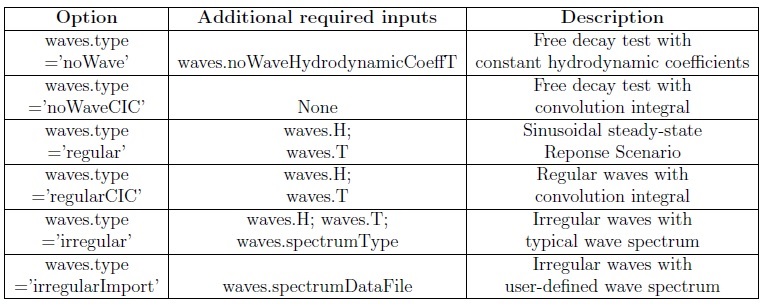 Option Additional required inputs Description
waves.type Free decay test with
='noWave' waves.noWaveHydrodynamicCoeffT constant hydrodynamic coefficients
waves.type Free decay test with
='noWaveCIC' None convolution integral
waves.type waves.H; Sinusoidal steady-state
='regular' waves.T Reponse Scenario
waves.type waves.H; Regular waves with
='regularCIC' waves.T convolution integral
waves.type waves.H; waves.T; Irregular waves with
='irregular' waves.spectrumType typical wave spectrum
waves.type Irregular waves with
='irregularImport' waves.spectrumDataFile user-defined wave spectrum